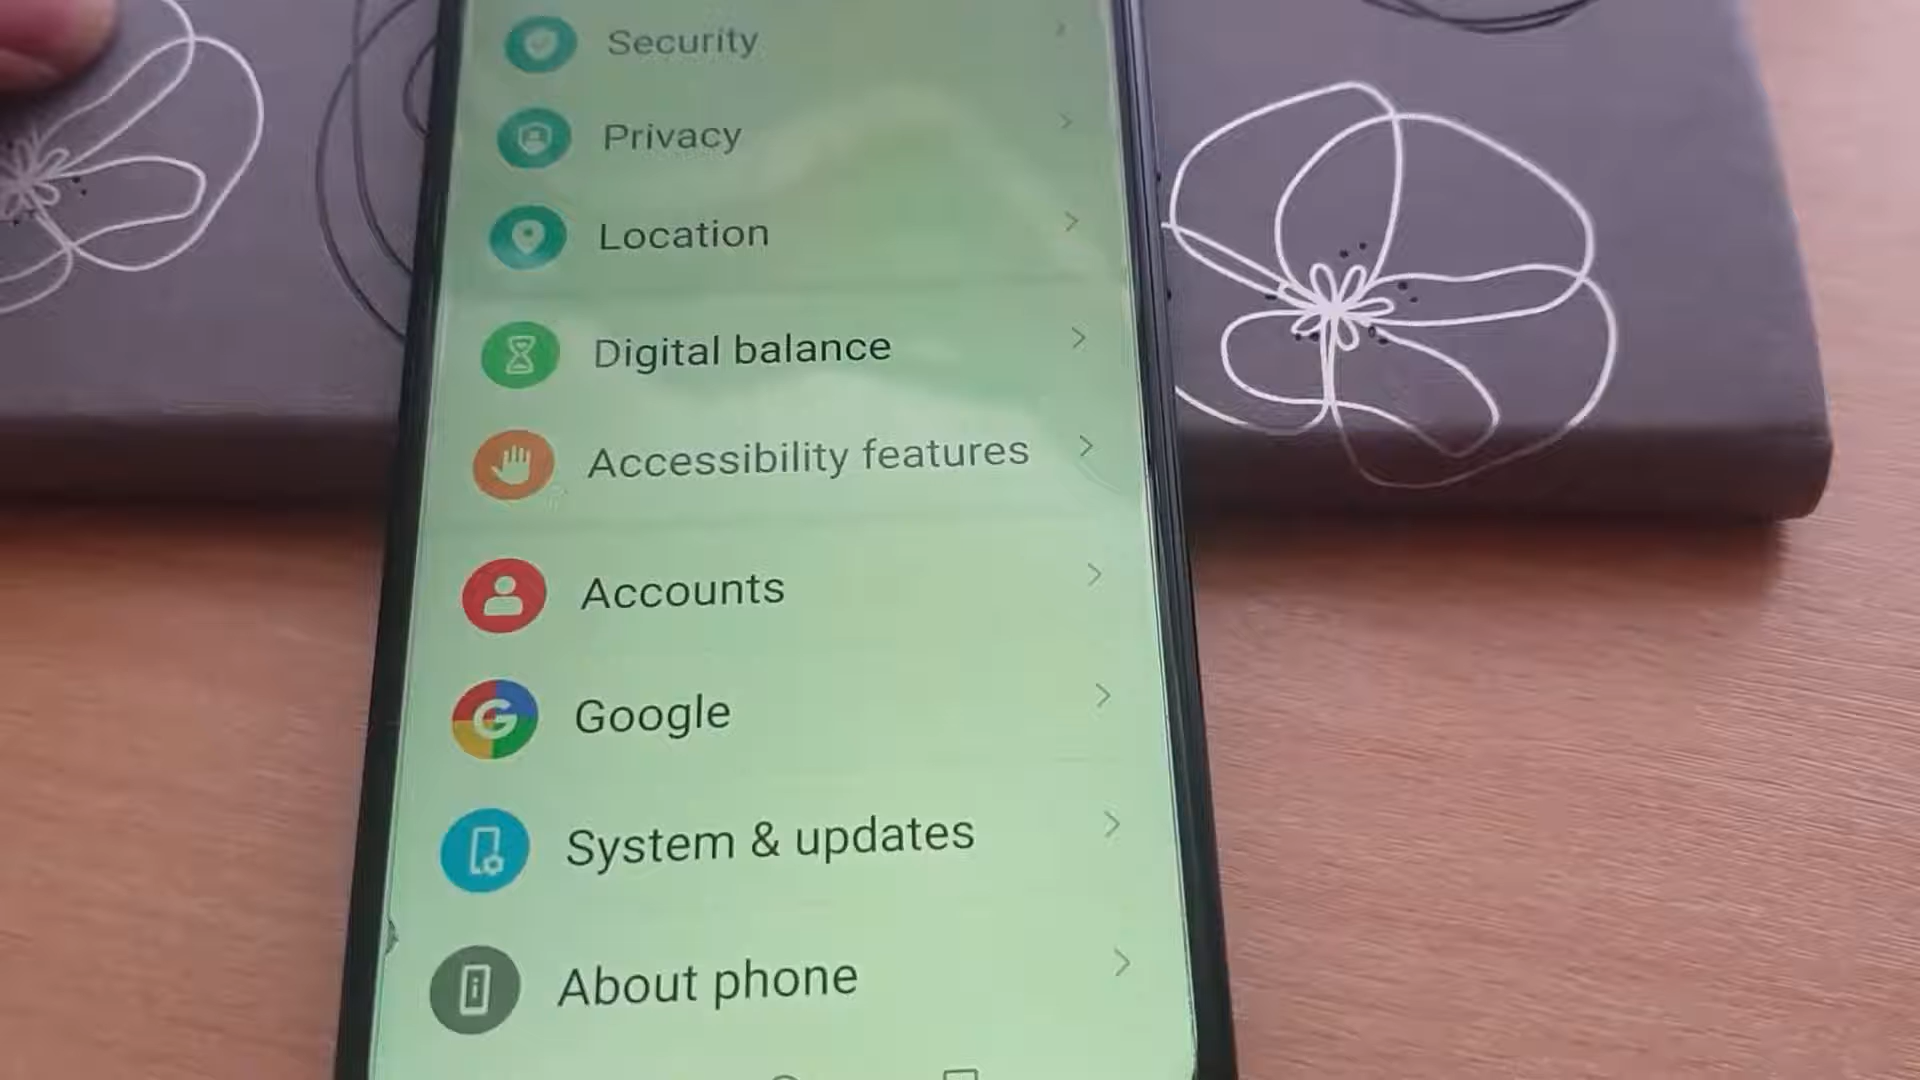 Security
Privacy
Location
Digital balance
Accessibility features
Accounts
Google
System & updates
About phone